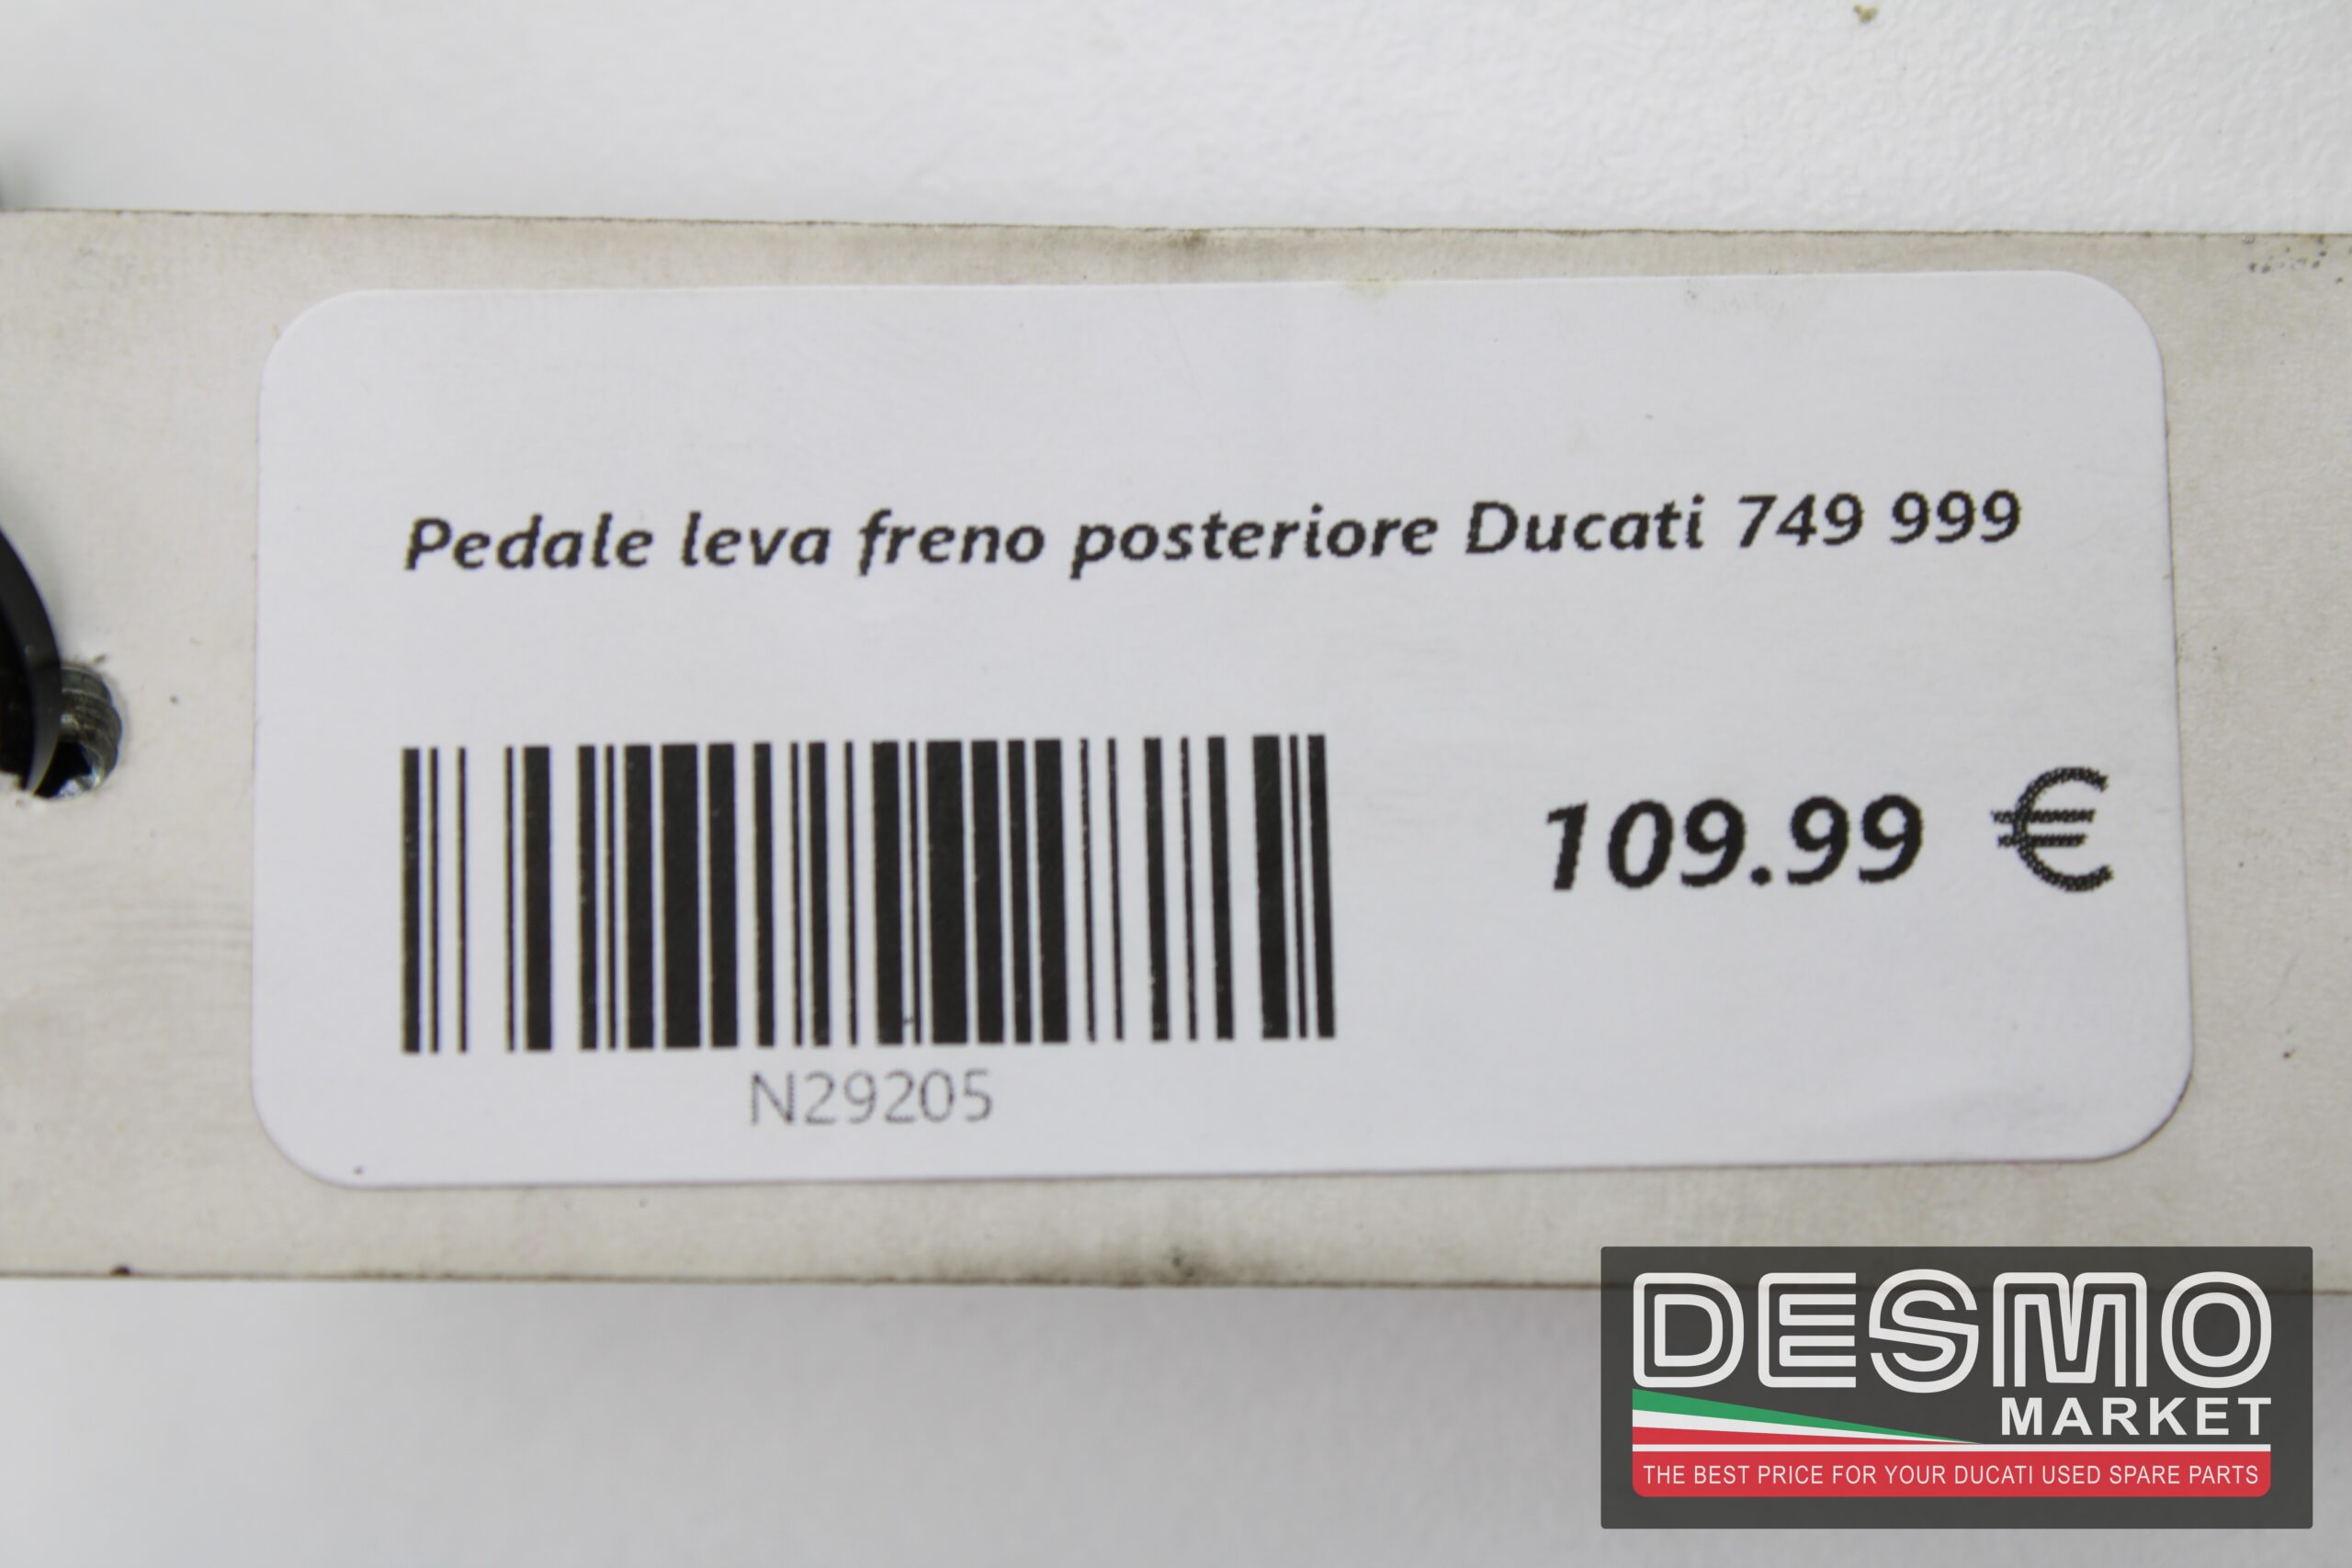 Pedale leva freno posteriore Ducati 749 999
109.99 €
N29205
DESMO
MARKET
THE BEST PRICE FOR YOUR DUCATI USED SPARE PARTS